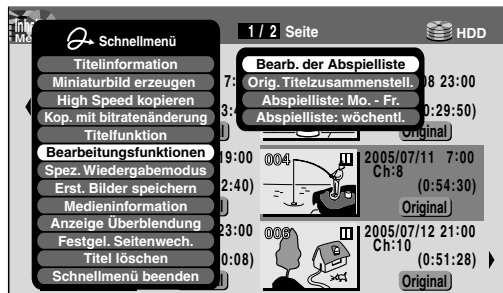 Schnellmenü
1 / 2 Seite
HDD
Titelinformation
Miniaturbild erzeugen
High Speed kopieren
Kop. mit bitratenänderung
Titelfunktion
Bearbeitungsfunktionen
Spez. Wiedergabemodus
Erst. Bilder speichern
Medieninformation
Anzeige Überblendung
Festgel. Seitenwech.
Titel löschen
Schnellmenü beenden
Bearb. der Abspielliste
Orig. Titelzusammenstell.
Abspielliste: Mo. - Fr.
Abspielliste: wöchentl.
7:
08 23:00
3:4
0:29:50)
Original
19:00
004
2005/07/11 7:00
Ch:8
2:40)
(0:54:30)
Original
23:00
006
2005/07/12 21:00
Ch:10
0:08)
(0:51:28)
Original